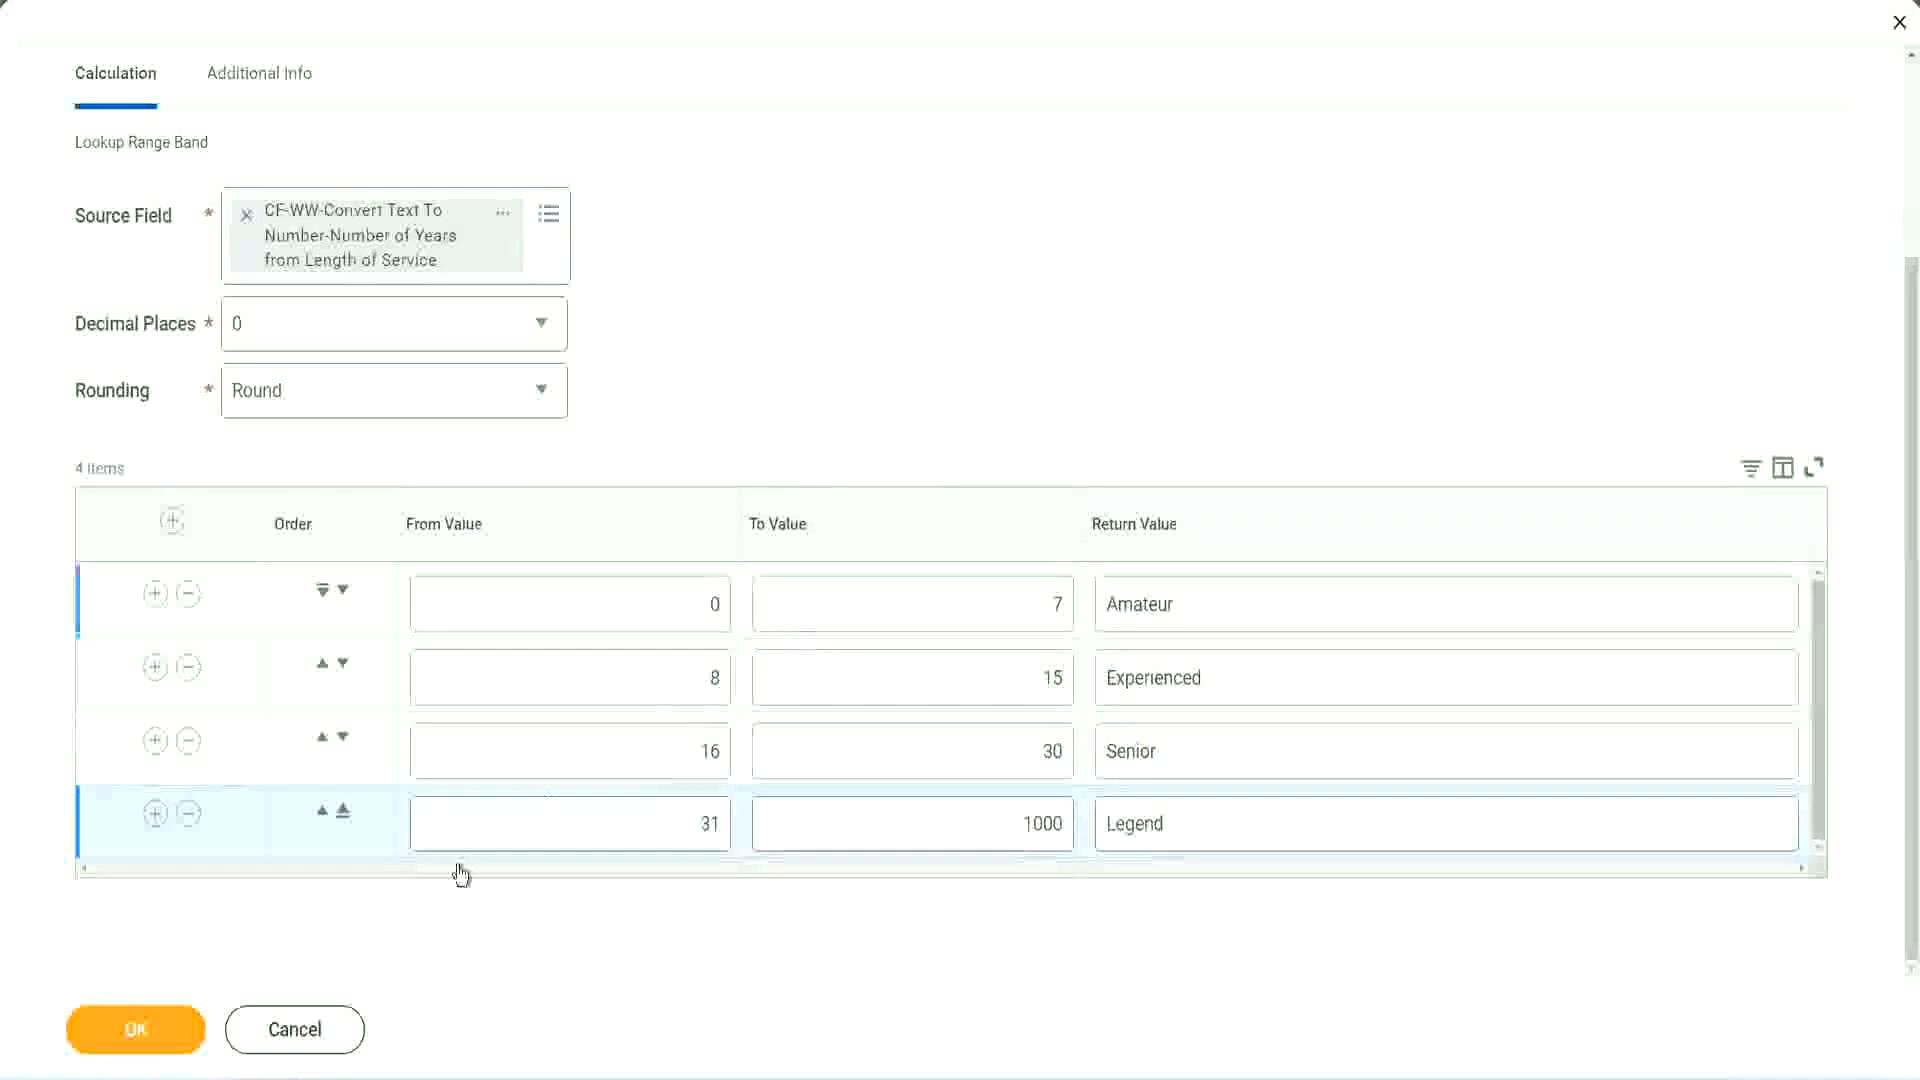 Calculation
Additional Info
Lookup Range Band
Source Field *
CF-WW-Convert Text To
Number-Number of Years
from Length of Service
Decimal Places * 0
Rounding * Round
4 items
Order From Value To Value Return Value
0 7 Amateur
8 15 Experienced
16 30 Senior
31 1000 Legend
OK Cancel